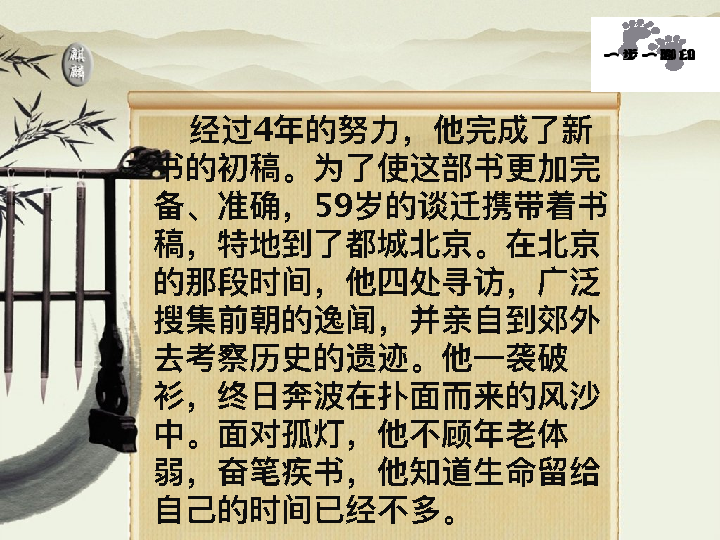 麒麟
一步一脚印
经过4年的努力，他完成了新
书的初稿。为了使这部书更加完
备、准确，59岁的谈迁携带着书
稿，特地到了都城北京。在北京
的那段时间，他四处寻访，广泛
搜集前朝的逸闻，并亲自到郊外
去考察历史的遗迹。他一袭破
衫，终日奔波在扑面而来的风沙
中。面对孤灯，他不顾年老体
弱，奋笔疾书，他知道生命留给
自己的时间已经不多。